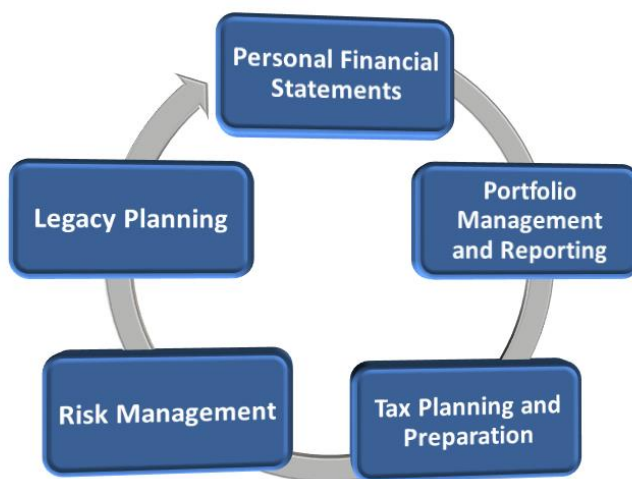 Personal Financial
Statements
Portfolio
Management
and Reporting
Tax Planning and
Preparation
Risk Management
Legacy Planning